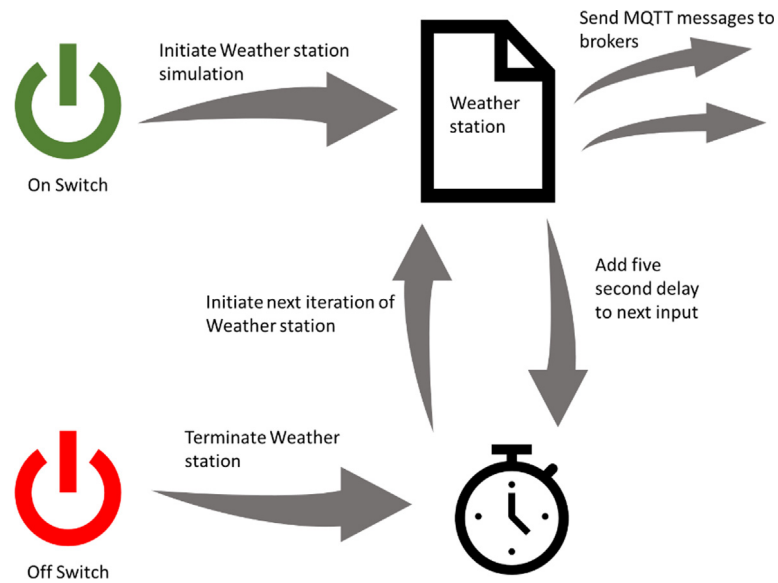 Initiate Weather station
simulation
Send MQTT messages to
brokers
Weather
station
On Switch
Initiate next iteration of
Weather station
Add five
second delay
to next input
Terminate Weather
station
Off Switch